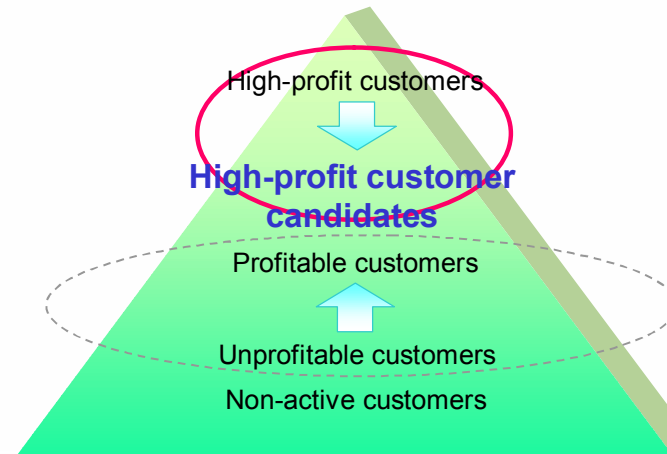 High-profit customers
High-profit customer
candidates
Profitable customers
Unprofitable customers
Non-active customers